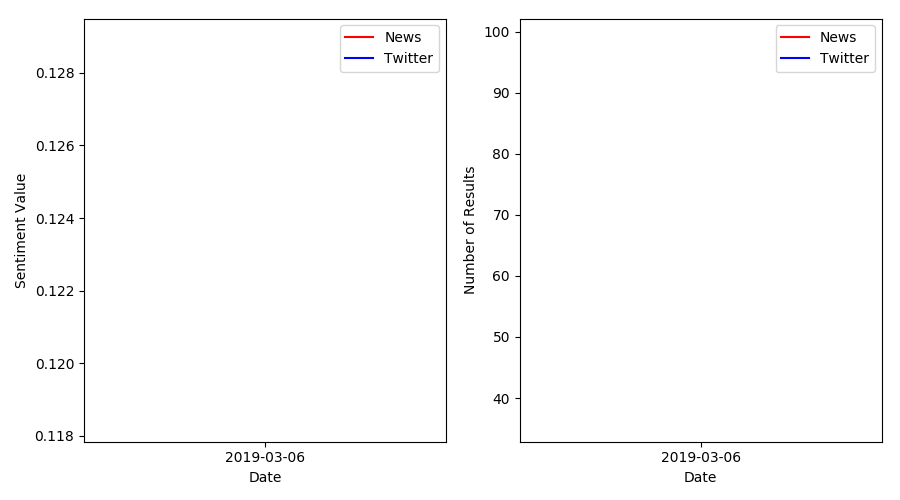 News
Twitter
0.128
0.126
0.124
0.122
0.120
0.118
Sentiment Value
2019-03-06
Date
News
Twitter
100
90
80
70
60
50
40
Number of Results
2019-03-06
Date